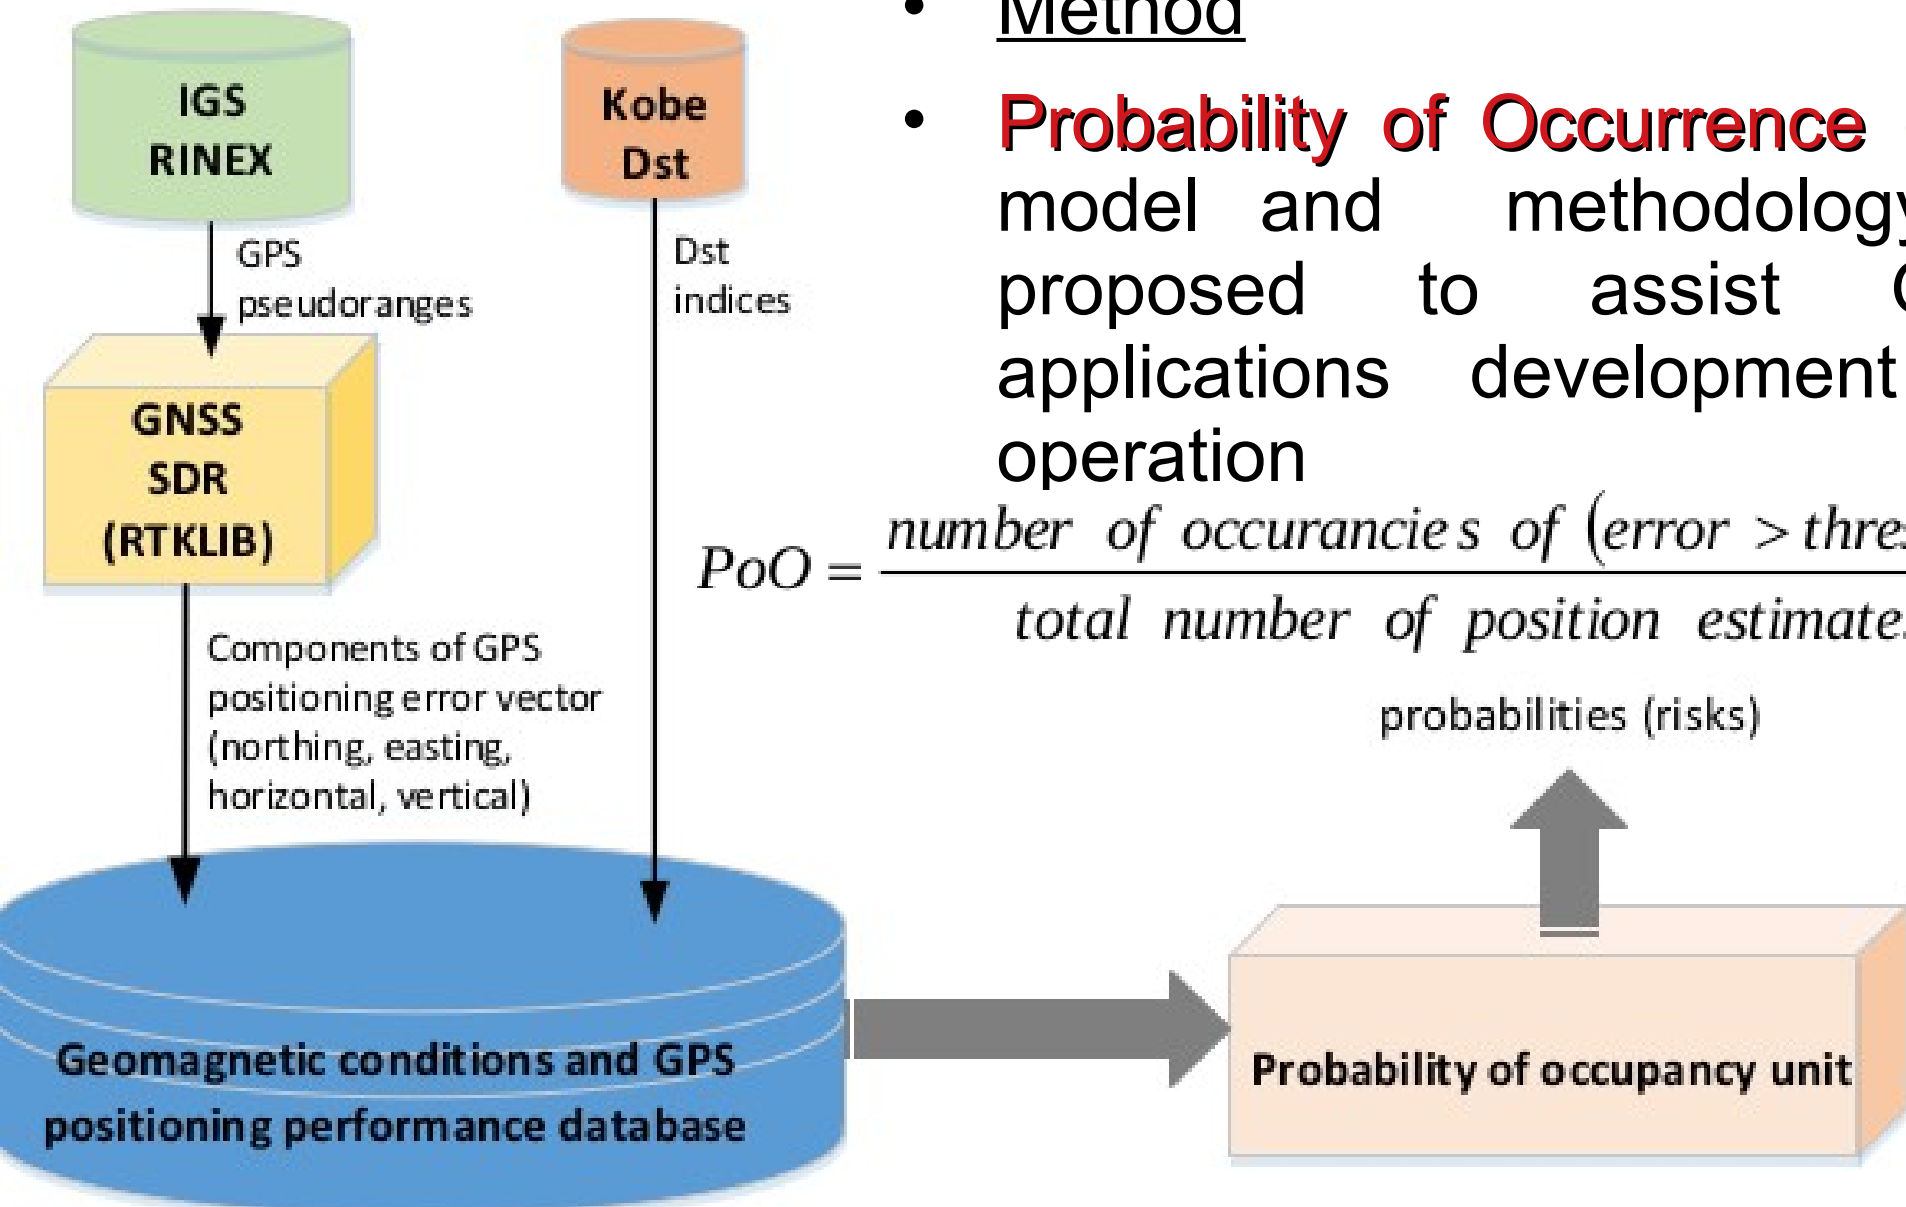 IGS
RINEX
Kobe
Dst
GPS
pseudoranges
Dst
indices
GNSS
SDR
(RTKLIB)
Components of GPS
positioning error vector
(northing, easting,
horizontal, vertical)
Geomagnetic conditions and GPS
positioning performance database
• Method
• Probability of Occurrence
model and methodology
proposed to assist
applications development
operation
PoO = number of occurancies of (error >
total number of position
probabilities (risks)
Probability of occupancy unit